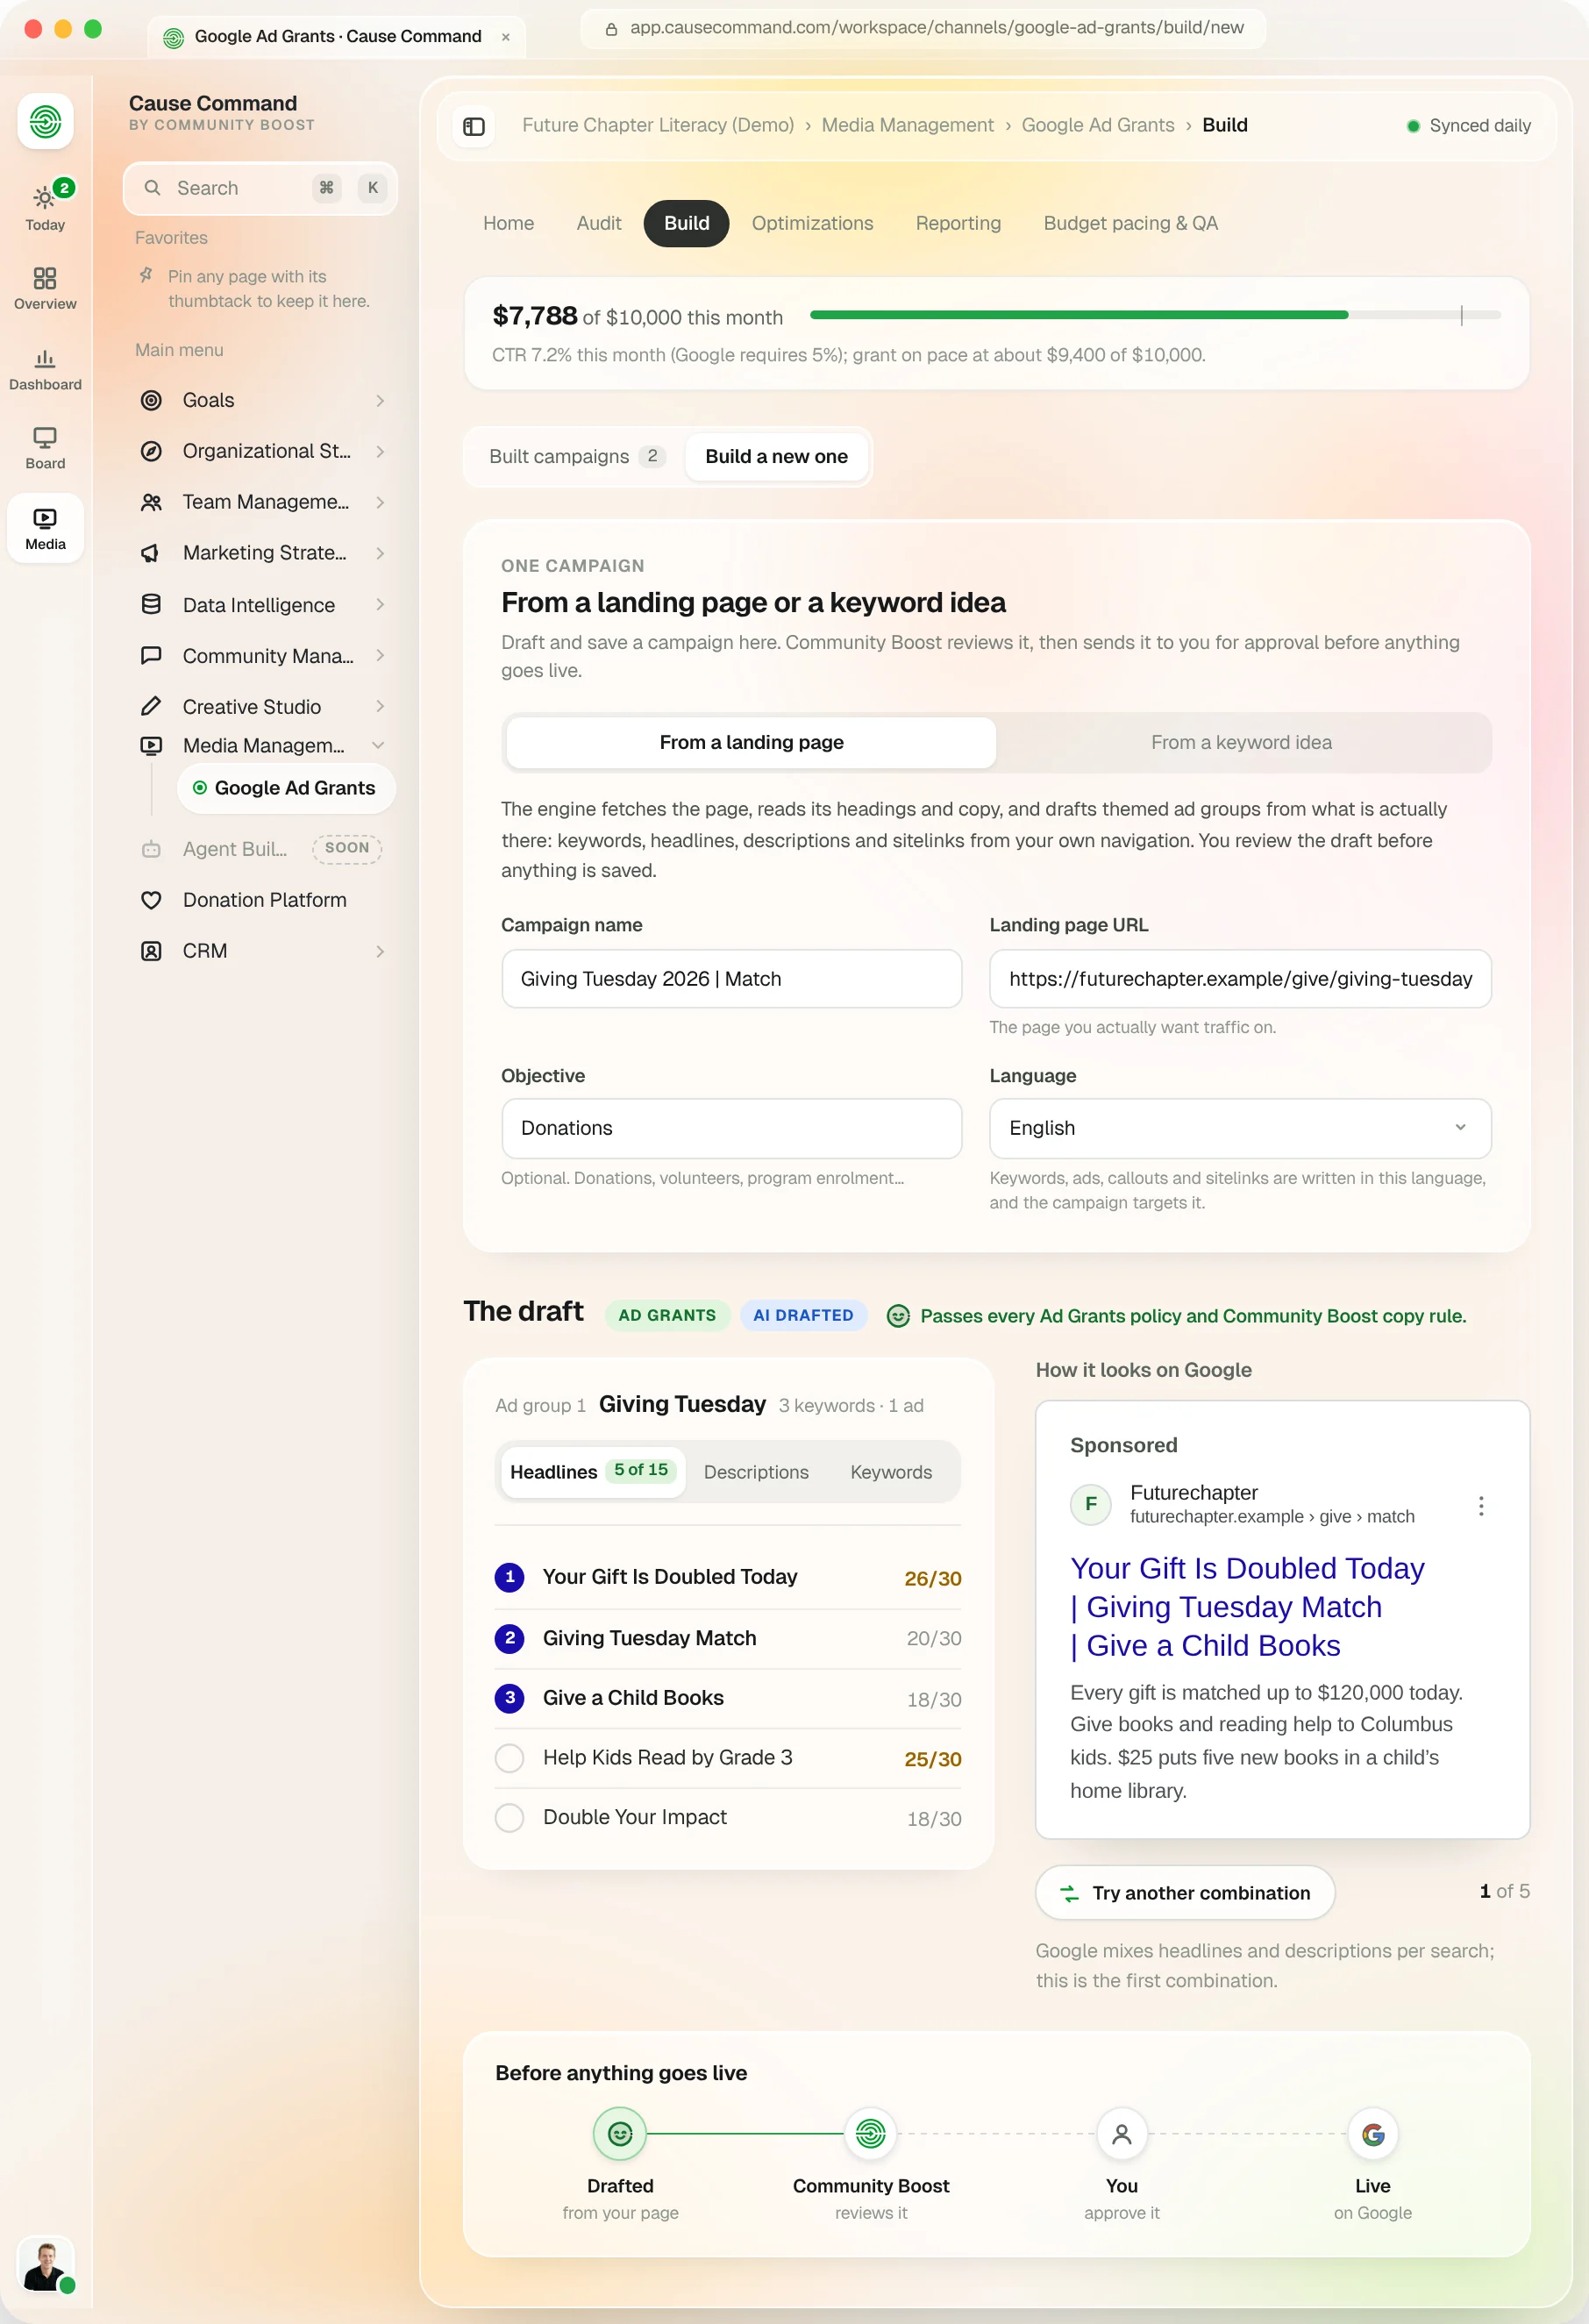 Google Ad Grants · Cause Command ×
app.causecommand.com/workspace/channels/google-ad-grants/build/new
Today
2
Overview
Dashboard
Board
Media
Cause Command
BY COMMUNITY BOOST
Search ⌘ K
Favorites
Pin any page with its
thumbtack to keep it here.
Main menu
Goals
Organizational St...
Team Manageme...
Marketing Strate...
Data Intelligence
Community Mana...
Creative Studio
Media Managem...
Google Ad Grants
Agent Buil... SOON
Donation Platform
CRM
Future Chapter Literacy (Demo) › Media Management › Google Ad Grants › Build
Synced daily
Home Audit Build Optimizations Reporting Budget pacing & QA
$7,788 of $10,000 this month
CTR 7.2% this month (Google requires 5%); grant on pace at about $9,400 of $10,000.
Built campaigns 2 Build a new one
ONE CAMPAIGN
From a landing page or a keyword idea
Draft and save a campaign here. Community Boost reviews it, then sends it to you for approval before anything
goes live.
From a landing page From a keyword idea
The engine fetches the page, reads its headings and copy, and drafts themed ad groups from what is actually
there: keywords, headlines, descriptions and sitelinks from your own navigation. You review the draft before
anything is saved.
Campaign name
Giving Tuesday 2026 | Match
Landing page URL
https://futurechapter.example/give/giving-tuesday
The page you actually want traffic on.
Objective
Donations
Optional. Donations, volunteers, program enrolment...
Language
English
Keywords, ads, callouts and sitelinks are written in this language,
and the campaign targets it.
The draft AD GRANTS AI DRAFTED Passes every Ad Grants policy and Community Boost copy rule.
Ad group 1 Giving Tuesday 3 keywords · 1 ad
Headlines 5 of 15 Descriptions Keywords
1 Your Gift Is Doubled Today 26/30
2 Giving Tuesday Match 20/30
3 Give a Child Books 18/30
Help Kids Read by Grade 3 25/30
Double Your Impact 18/30
How it looks on Google
Sponsored
F
Futurechapter
futurechapter.example › give › match
Your Gift Is Doubled Today
| Giving Tuesday Match
| Give a Child Books
Every gift is matched up to $120,000 today.
Give books and reading help to Columbus
kids. $25 puts five new books in a child's
home library.
Try another combination
1 of 5
Google mixes headlines and descriptions per search;
this is the first combination.
Before anything goes live
Drafted
from your page
Community Boost
reviews it
You
approve it
Live
on Google